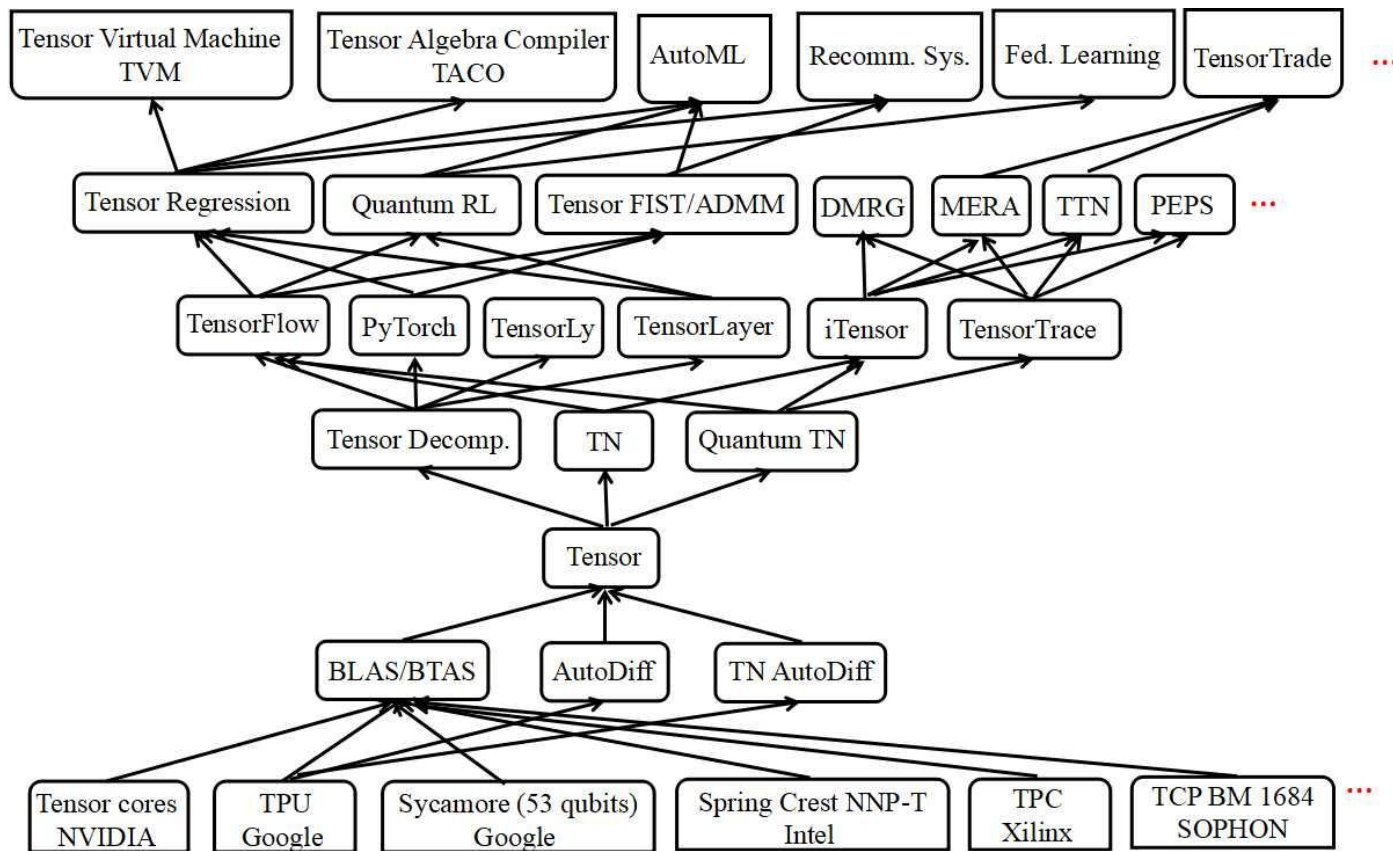 Tensor Virtual Machine
TVM
Tensor Algebra Compiler
TACO
AutoML
Recomm. Sys.
Fed. Learning
TensorTrade
...
Tensor Regression
Quantum RL
Tensor FIST/ADMM
DMRG
MERA
TTN
PEPS
...
TensorFlow
PyTorch
TensorLy
TensorLayer
iTensor
TensorTrace
Tensor Decomp.
TN
Quantum TN
Tensor
BLAS/BTAS
AutoDiff
TN AutoDiff
Tensor cores
NVIDIA
TPU
Google
Sycamore (53 qubits)
Google
Spring Crest NNP-T
Intel
TPC
Xilinx
TCP BM 1684
SOPHON
...